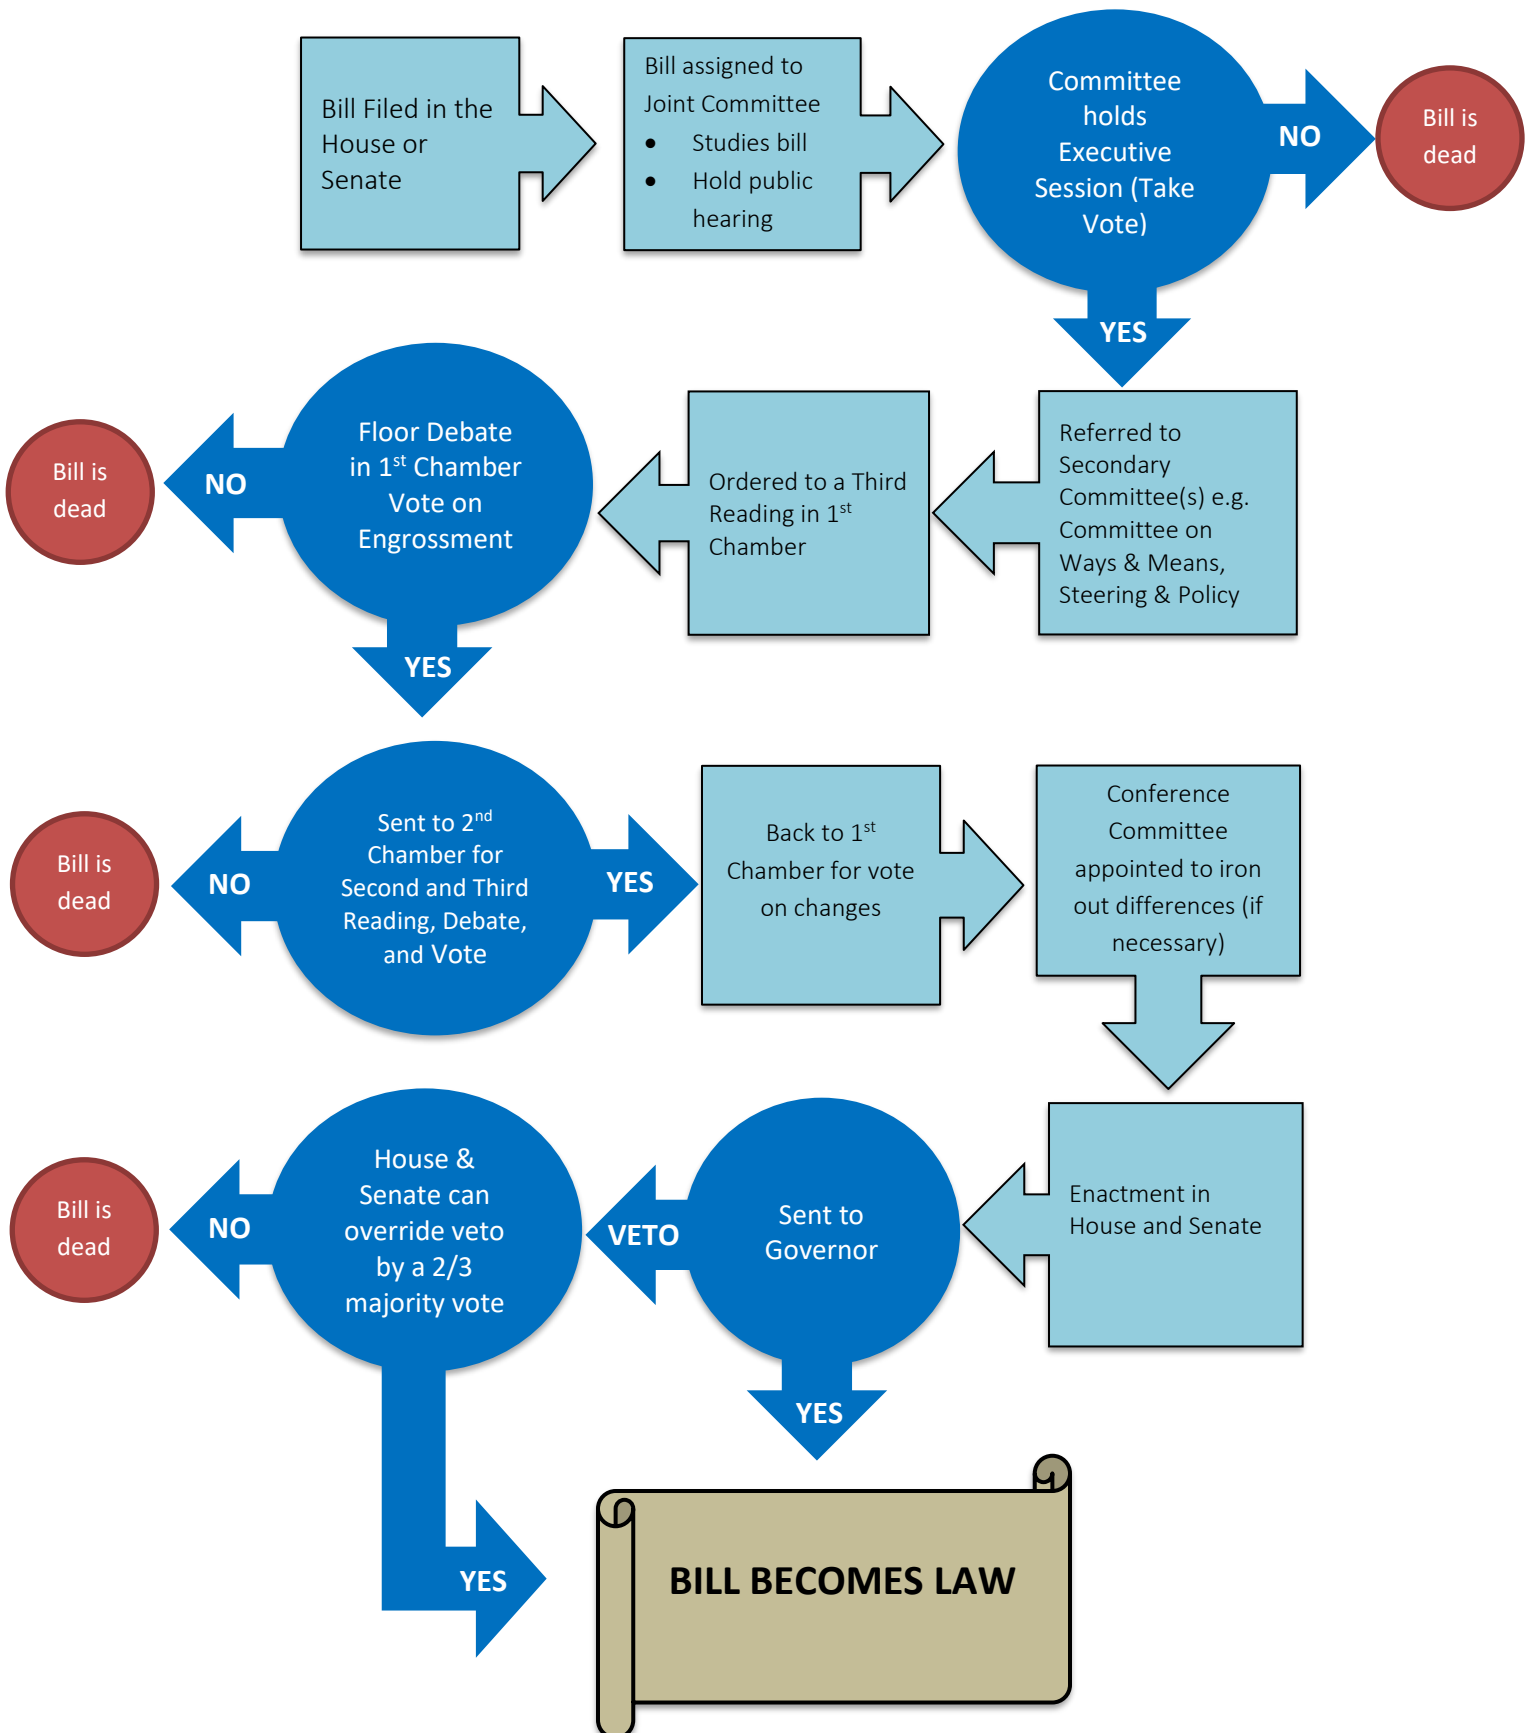 Bill Filed in the
House or
Senate
Bill assigned to
Joint Committee
• Studies bill
• Hold public
hearing
Committee
holds
Executive
Session (Take
Vote)
NO
Bill is
dead
YES
Referred to
Secondary
Committee(s) e.g.
Committee on
Ways & Means,
Steering & Policy
Ordered to a Third
Reading in 1st
Chamber
Floor Debate
in 1st Chamber
Vote on
Engrossment
NO
Bill is
dead
YES
Sent to 2nd
Chamber for
Second and Third
Reading, Debate,
and Vote
NO
Bill is
dead
YES
Back to 1st
Chamber for vote
on changes
Conference
Committee
appointed to iron
out differences (if
necessary)
Enactment in
House and Senate
Sent to
Governor
VETO
House &
Senate can
override veto
by a 2/3
majority vote
NO
Bill is
dead
YES
YES
BILL BECOMES LAW